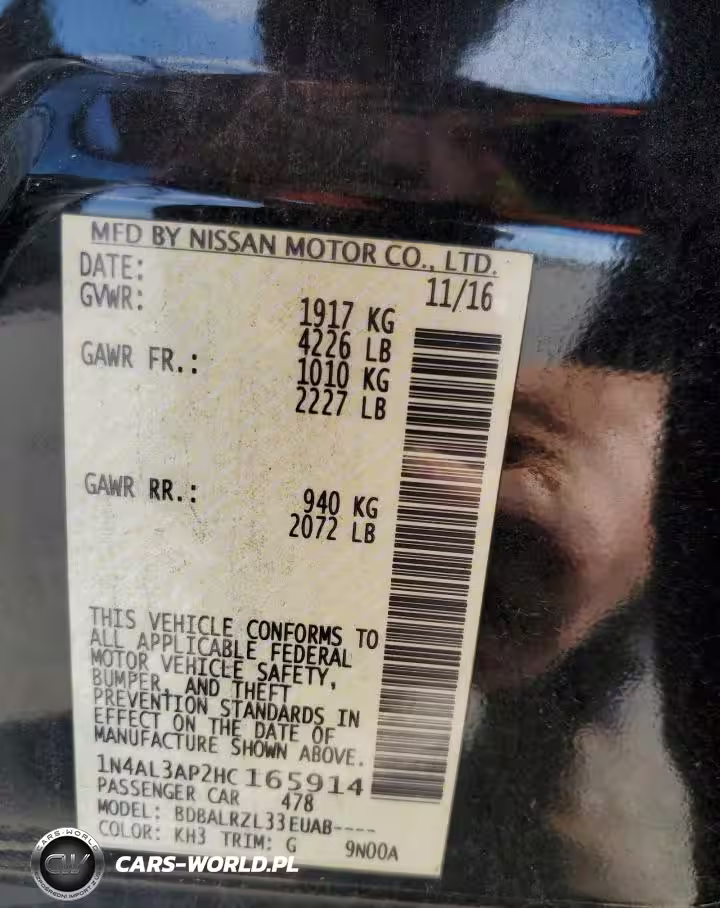 MFD BY NISSAN MOTOR CO., LTD.
DATE: 11/16
GVWR: 1917 KG
4226 LB
GAWR FR.: 1010 KG
2227 LB
GAWR RR.: 940 KG
2072 LB
THIS VEHICLE CONFORMS TO
ALL APPLICABLE FEDERAL
MOTOR VEHICLE SAFETY,
BUMPER, AND THEFT
PREVENTION STANDARDS IN
EFFECT ON THE DATE OF
MANUFACTURE SHOWN ABOVE.
1N4AL3AP2HC165914
PASSENGER CAR 478
MODEL: BDBALRZL33EUAB----
COLOR: KH3 TRIM: G 9N00A
CARS-WORLD
CW
CARS-WORLD.PL